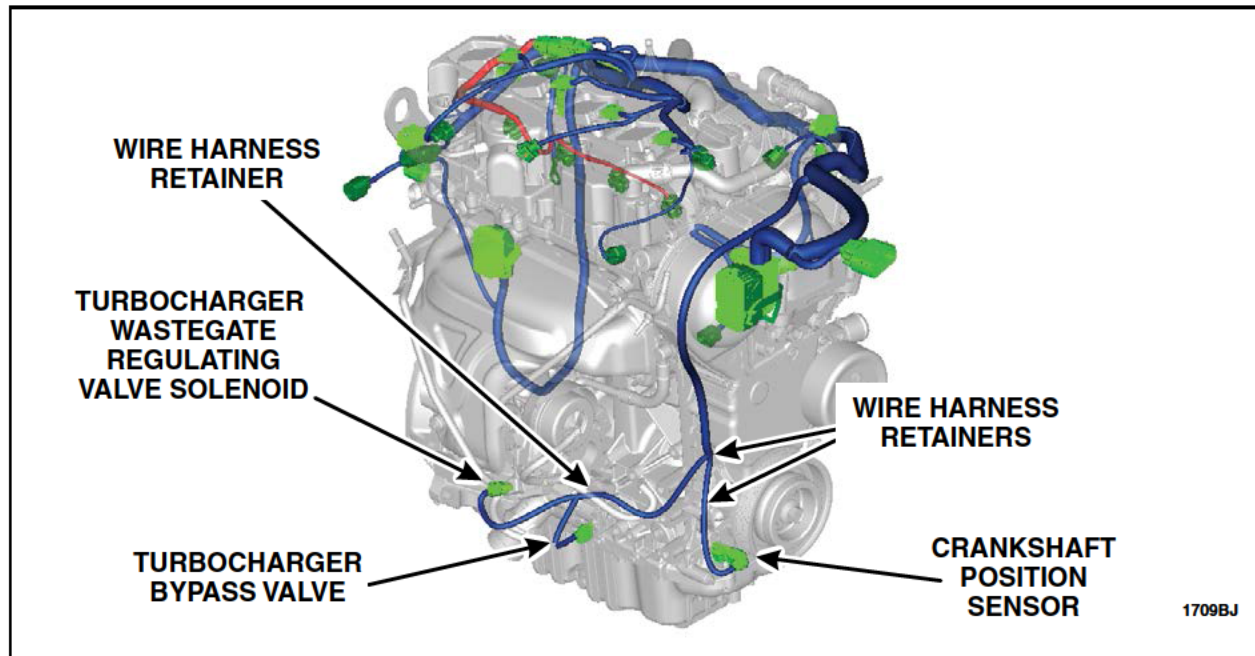 WIRE HARNESS
RETAINER
TURBOCHARGER
WASTEGATE
REGULATING
VALVE SOLENOID
TURBOCHARGER
BYPASS VALVE
WIRE HARNESS
RETAINERS
CRANKSHAFT
POSITION
SENSOR
1709BJ